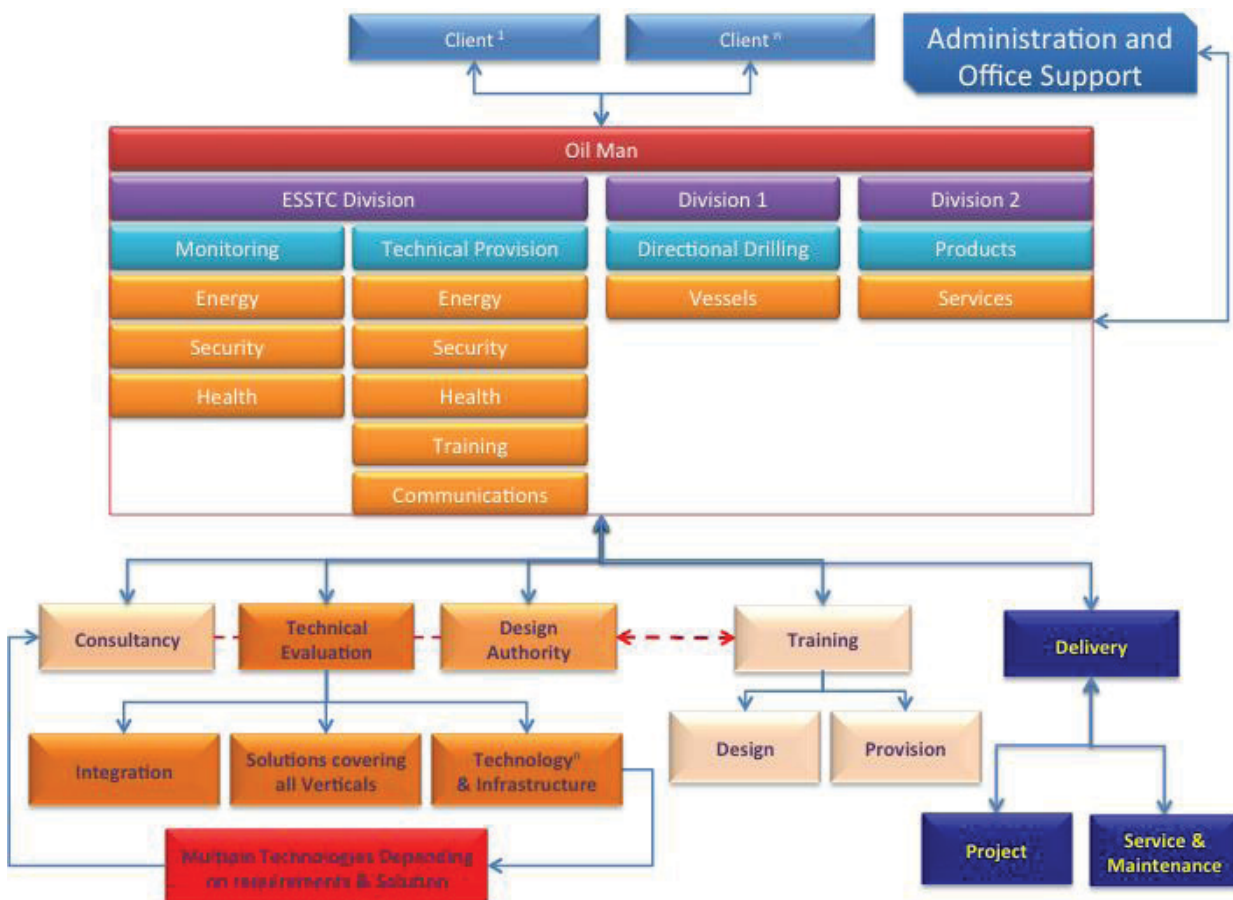 Client 1
Client n
Administration and
Office Support
Oil Man
ESSTC Division
Division 1
Division 2
Monitoring
Technical Provision
Directional Drilling
Products
Energy
Energy
Vessels
Services
Security
Security
Health
Health
Training
Communications
Consultancy
Technical
Evaluation
Design
Authority
Training
Delivery
Integration
Solutions covering
all Verticals
Technologyⁿ
& Infrastructure
Design
Provision
Multiple Technologies Depending
on requirements & Solution
Project
Service &
Maintenance